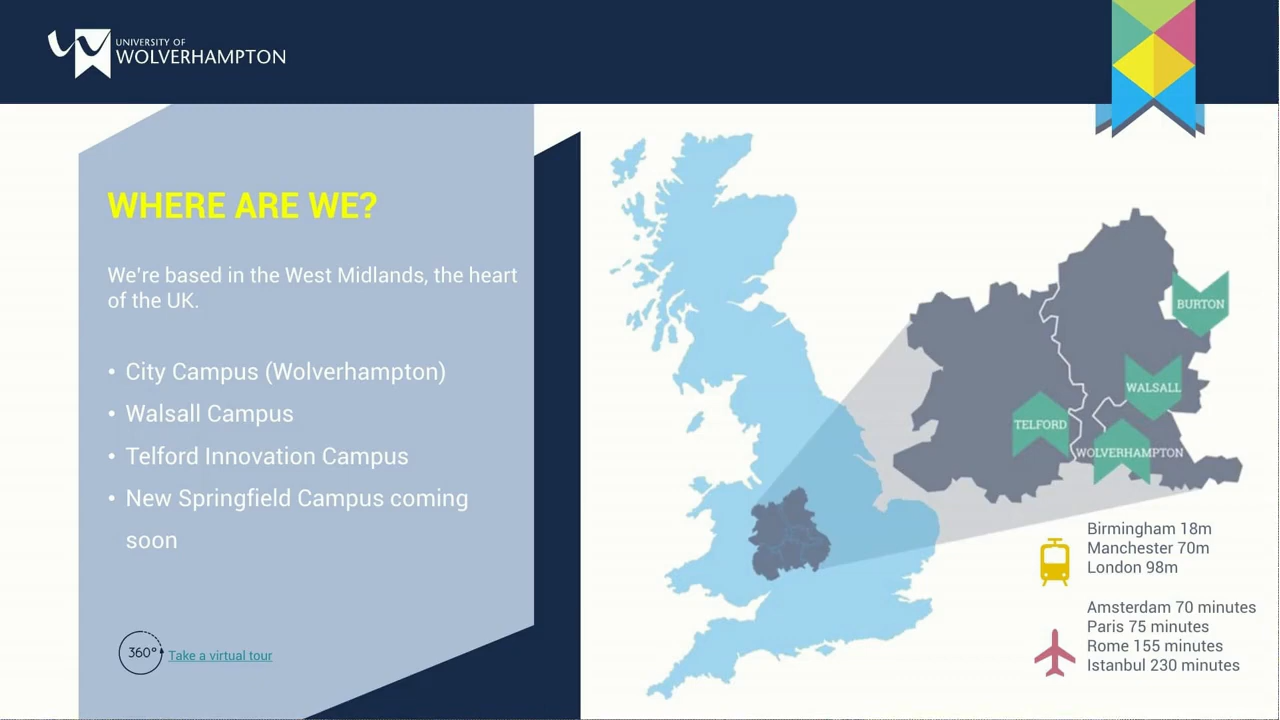 UNIVERSITY OF
WOLVERHAMPTON
WHERE ARE WE?
We're based in the West Midlands, the heart
of the UK.
• City Campus (Wolverhampton)
• Walsall Campus
• Telford Innovation Campus
• New Springfield Campus coming
soon
360°
Take a virtual tour
BURTON
WALSALL
TELFORD
WOLVERHAMPTON
Birmingham 18m
Manchester 70m
London 98m
Amsterdam 70 minutes
Paris 75 minutes
Rome 155 minutes
Istanbul 230 minutes